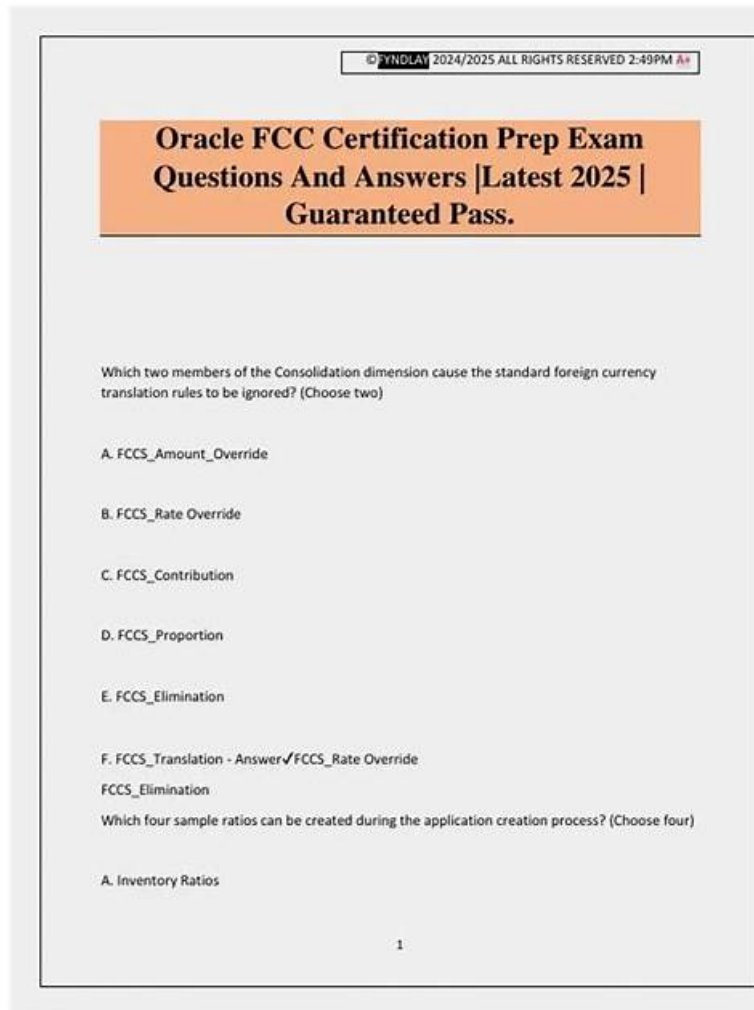 ©FYNDLAY 2024/2025 ALL RIGHTS RESERVED 2:49PM A+
Oracle FCC Certification Prep Exam
Questions And Answers |Latest 2025 |
Guaranteed Pass.
Which two members of the Consolidation dimension cause the standard foreign currency
translation rules to be ignored? (Choose two)
A. FCCS_Amount_Override
B. FCCS_Rate Override
C. FCCS_Contribution
D. FCCS_Proportion
E. FCCS_Elimination
F. FCCS_Translation - Answer✓FCCS_Rate Override
FCCS_Elimination
Which four sample ratios can be created during the application creation process? (Choose four)
A. Inventory Ratios
1